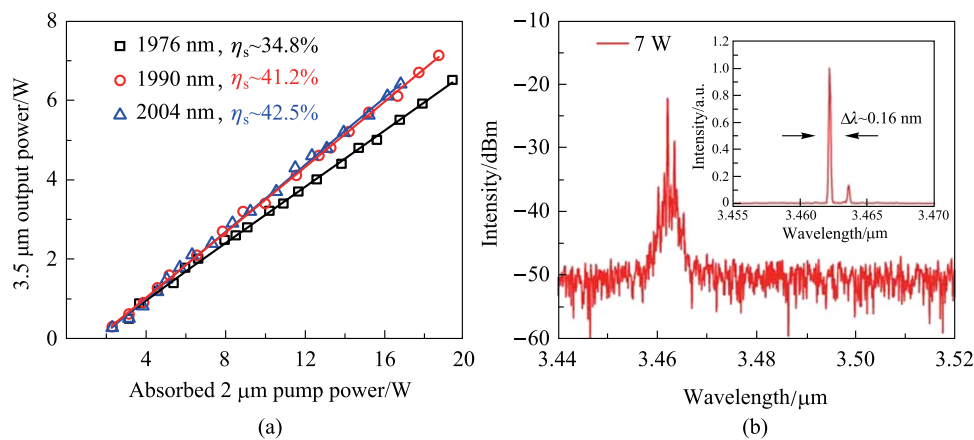 8
6
4
2
0
3.5 μm output power/W
1976 nm , ηs~34.8%
1990 nm , ηs~41.2%
2004 nm , ηs~42.5%
4 8 12 16 20
Absorbed 2 μm pump power/W
(a)
−10
−20
−30
−40
−50
−60
Intensity/dBm
7 W
1.2
1.0
0.8
0.6
0.4
0.2
0
Intensity/a.u.
Δλ~0.16 nm
3.455 3.460 3.465 3.470
Wavelength/μm
3.44 3.46 3.48 3.50 3.52
Wavelength/μm
(b)